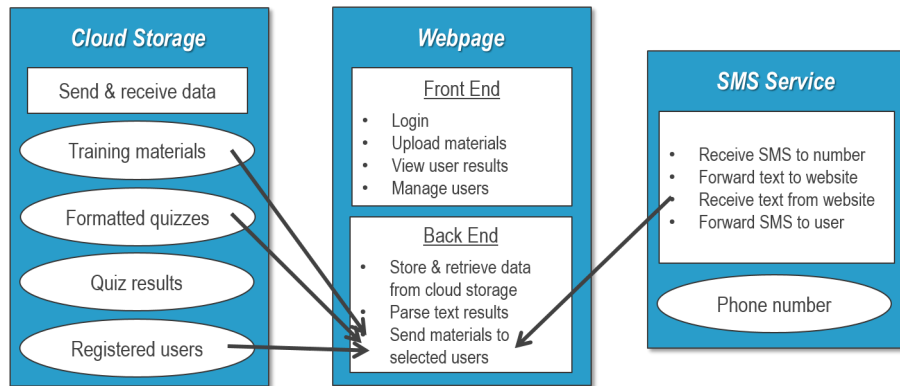 Cloud Storage
Send & receive data
Training materials
Formatted quizzes
Quiz results
Registered users
Webpage
Front End
• Login
• Upload materials
• View user results
• Manage users
Back End
• Store & retrieve data
from cloud storage
• Parse text results
Send materials to
selected users
SMS Service
• Receive SMS to number
• Forward text to website
• Receive text from website
• Forward SMS to user
Phone number